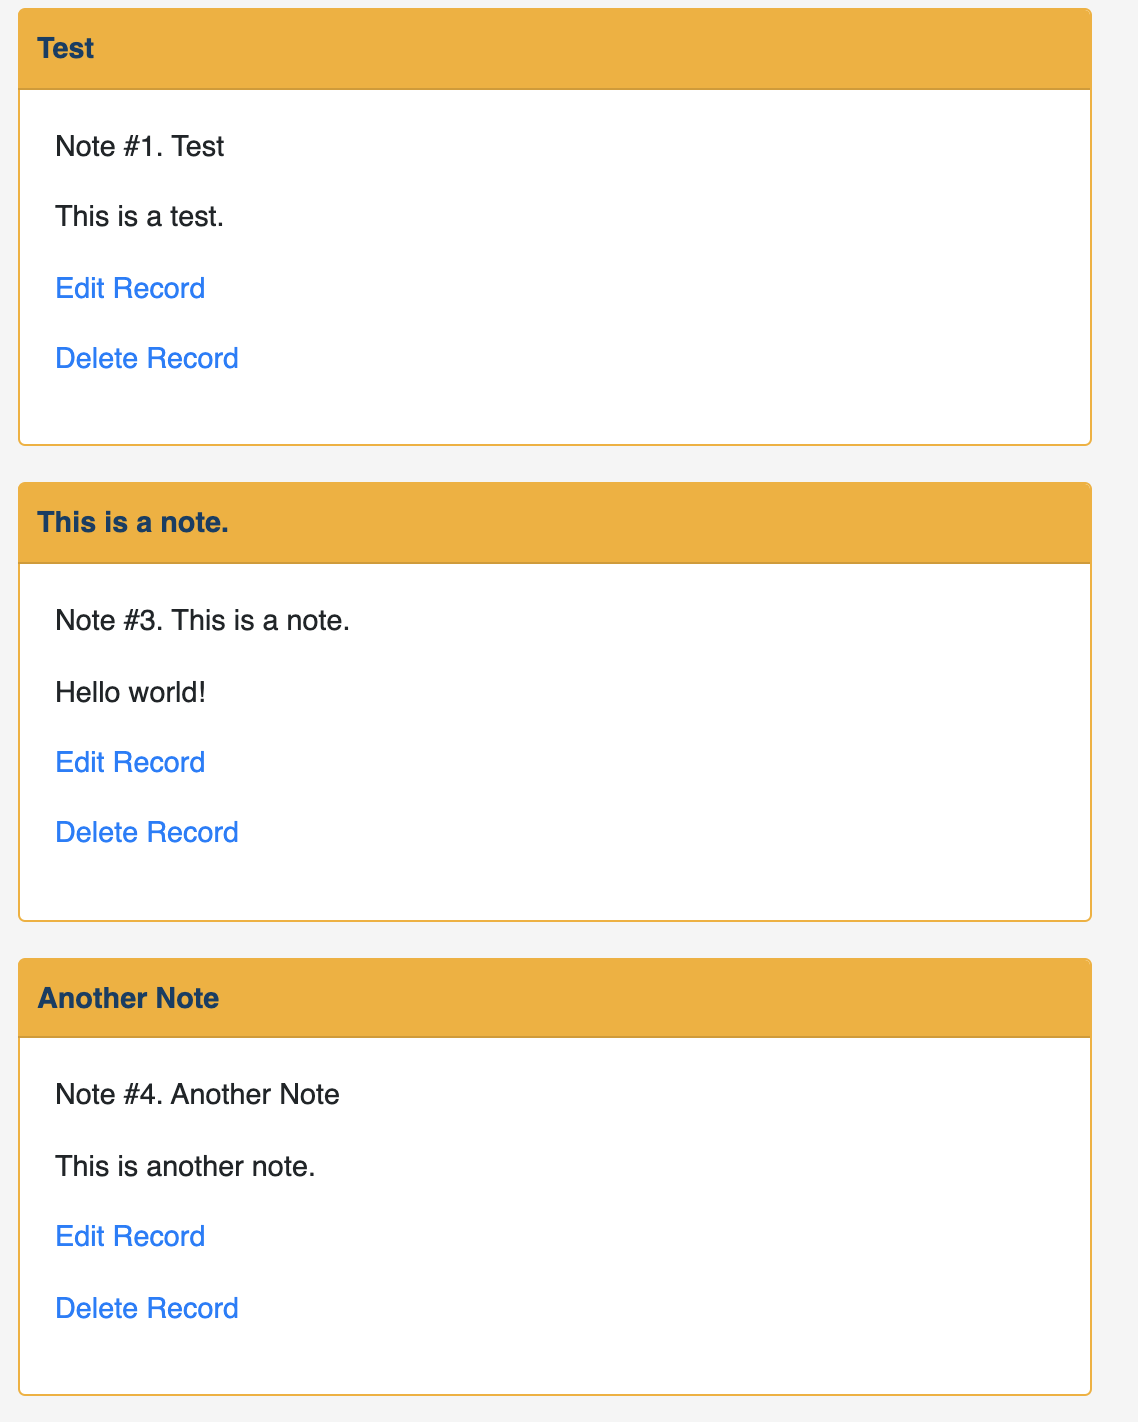 Test
Note #1. Test
This is a test.
Edit Record
Delete Record
This is a note.
Note #3. This is a note.
Hello world!
Edit Record
Delete Record
Another Note
Note #4. Another Note
This is another note.
Edit Record
Delete Record